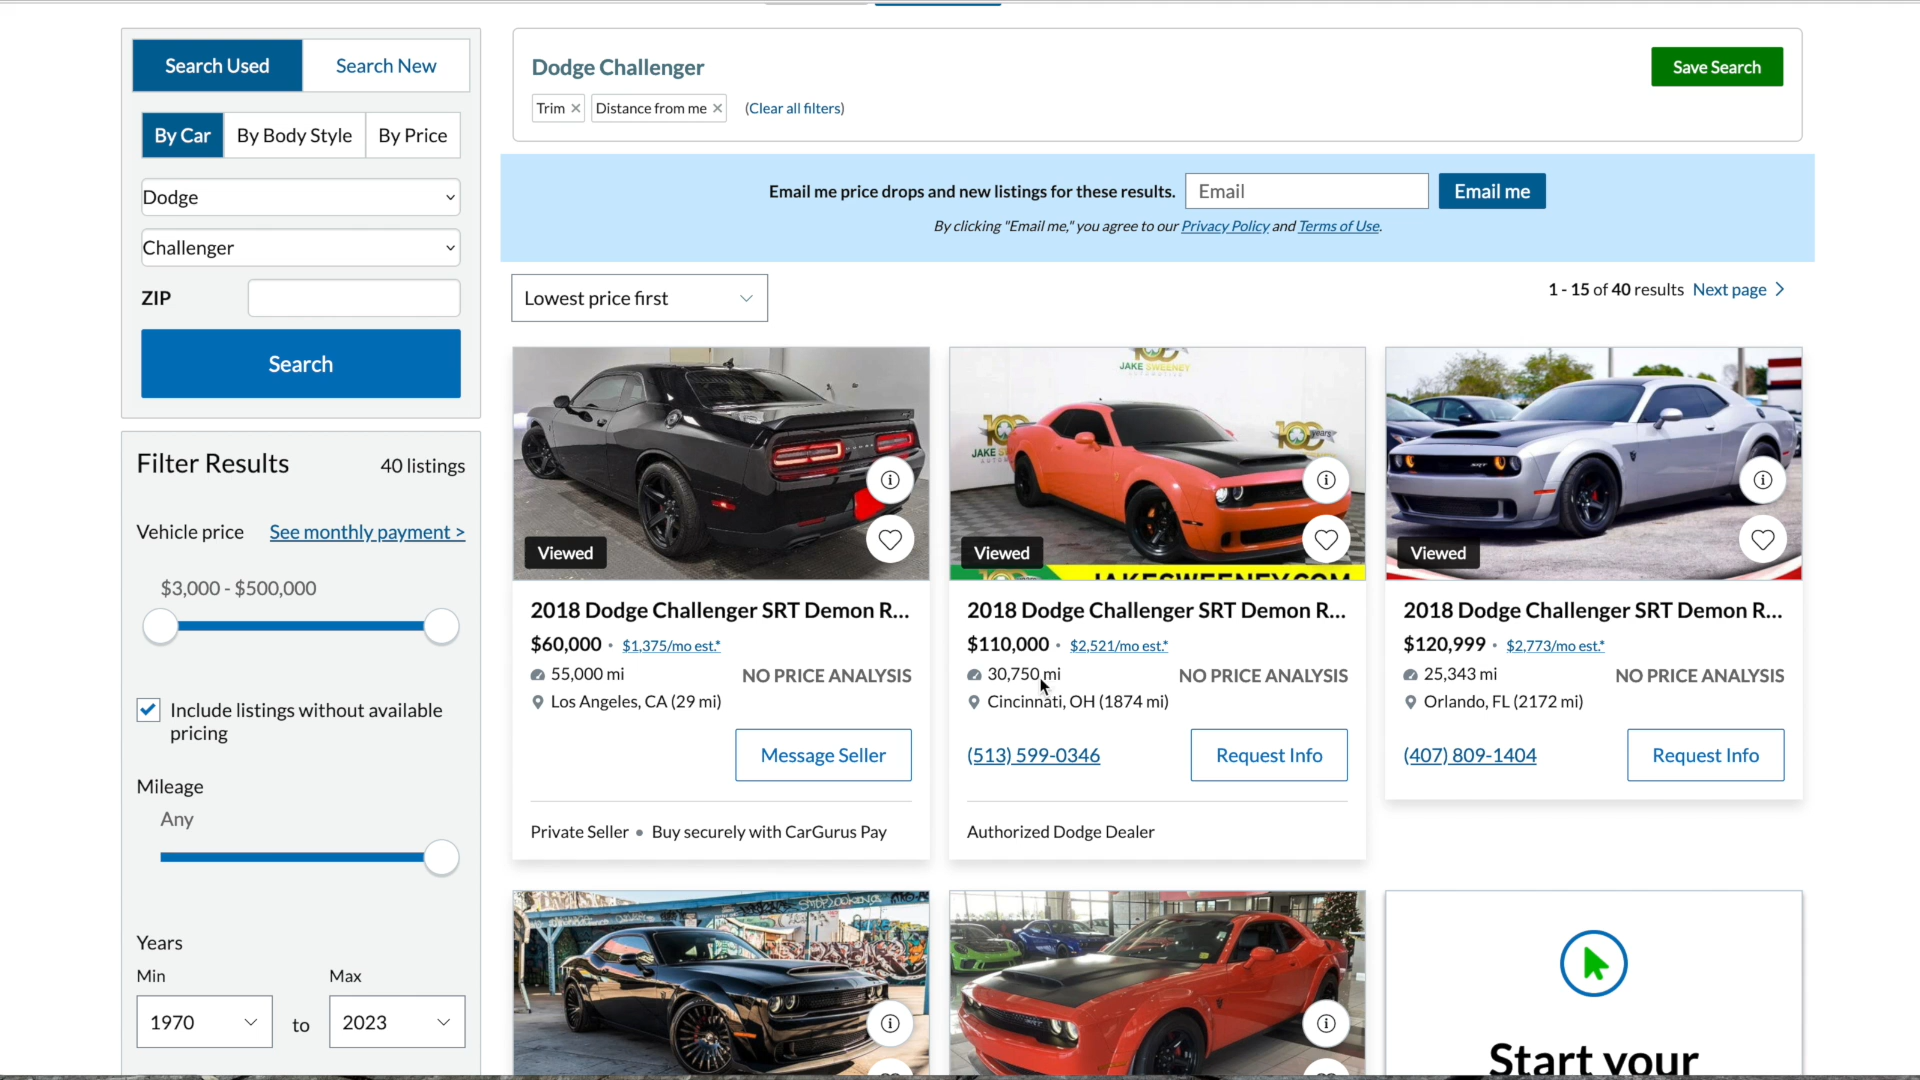 Search Used
Search New
By Car
By Body Style
By Price
Dodge
Challenger
ZIP
Search
Filter Results
40 listings
Vehicle price
See monthly payment >
$3,000 - $500,000
Include listings without available
pricing
Mileage
Any
Years
Min
Max
1970
to
2023
Dodge Challenger
Save Search
Trim
Distance from me
(Clear all filters)
Email me price drops and new listings for these results.
Email
Email me
By clicking "Email me," you agree to our Privacy Policy and Terms of Use.
Lowest price first
1 - 15 of 40 results
Next page
Viewed
2018 Dodge Challenger SRT Demon R...
$60,000 • $1,375/mo est.*
55,000 mi
NO PRICE ANALYSIS
Los Angeles, CA (29 mi)
Message Seller
Private Seller • Buy securely with CarGurus Pay
JAKE SWEENEY
100
years
JAKE
JAKESWEENEY.COM
Viewed
2018 Dodge Challenger SRT Demon R...
$110,000 • $2,521/mo est.*
30,750 mi
NO PRICE ANALYSIS
Cincinnati, OH (1874 mi)
(513) 599-0346
Request Info
Authorized Dodge Dealer
Viewed
2018 Dodge Challenger SRT Demon R...
$120,999 • $2,773/mo est.*
25,343 mi
NO PRICE ANALYSIS
Orlando, FL (2172 mi)
(407) 809-1404
Request Info
Start your